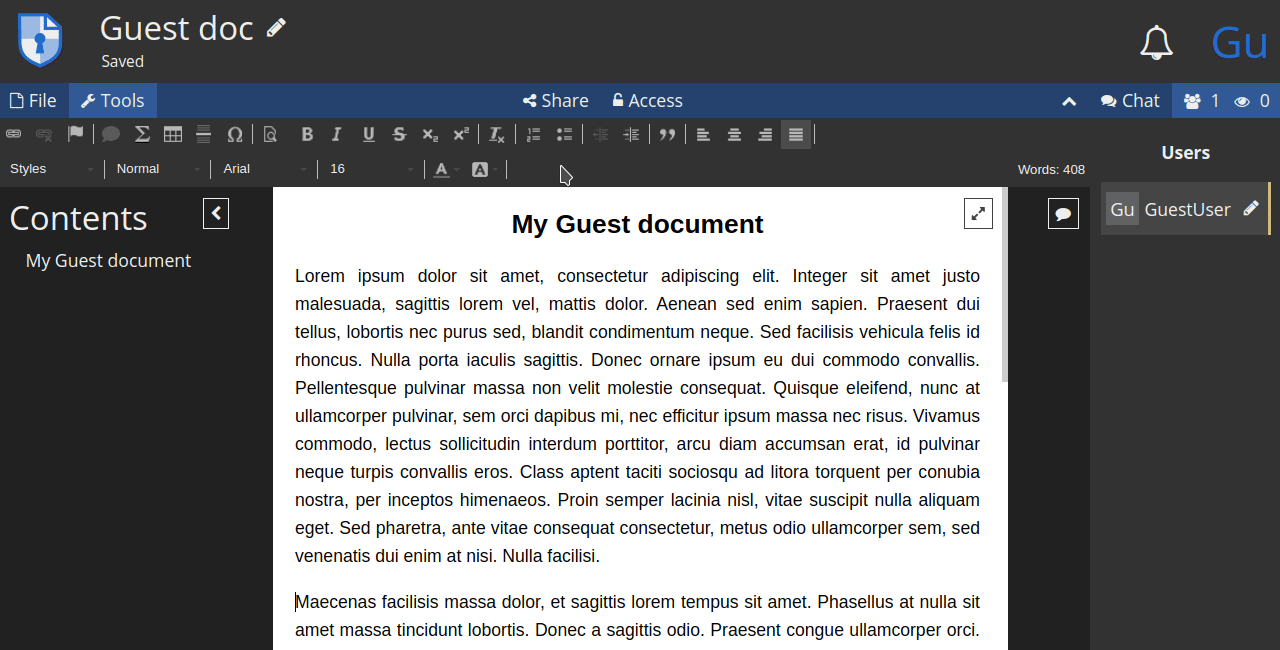 Guest doc
Saved
Gu
File Tools Share Access Chat 1 0
Styles Normal Arial 16 Words: 408
Users
Gu GuestUser
Contents
My Guest document
My Guest document
Lorem ipsum dolor sit amet, consectetur adipiscing elit. Integer sit amet justo
malesuada, sagittis lorem vel, mattis dolor. Aenean sed enim sapien. Praesent dui
tellus, lobortis nec purus sed, blandit condimentum neque. Sed facilisis vehicula felis id
rhoncus. Nulla porta iaculis sagittis. Donec ornare ipsum eu dui commodo convallis.
Pellentesque pulvinar massa non velit molestie consequat. Quisque eleifend, nunc at
ullamcorper pulvinar, sem orci dapibus mi, nec efficitur ipsum massa nec risus. Vivamus
commodo, lectus sollicitudin interdum porttitor, arcu diam accumsan erat, id pulvinar
neque turpis convallis eros. Class aptent taciti sociosqu ad litora torquent per conubia
nostra, per inceptos himenaeos. Proin semper lacinia nisl, vitae suscipit nulla aliquam
eget. Sed pharetra, ante vitae consequat consectetur, metus odio ullamcorper sem, sed
venenatis dui enim at nisi. Nulla facilisi.
Maecenas facilisis massa dolor, et sagittis lorem tempus sit amet. Phasellus at nulla sit
amet massa tincidunt lobortis. Donec a sagittis odio. Praesent congue ullamcorper orci.